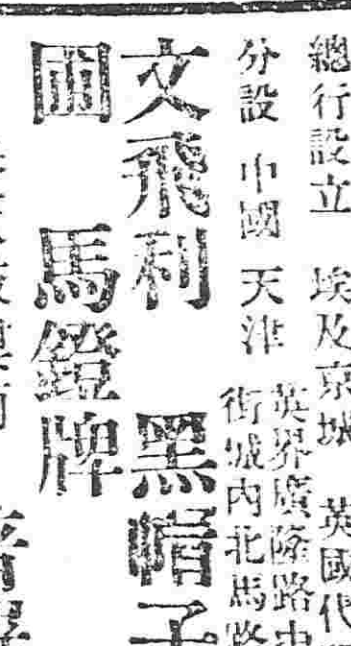 總行設立 埃及京城 英國代
分設 中國 天津
英界廣隆路中
街城內北馬路
文飛利 黑帽子
圖 馬鐙牌